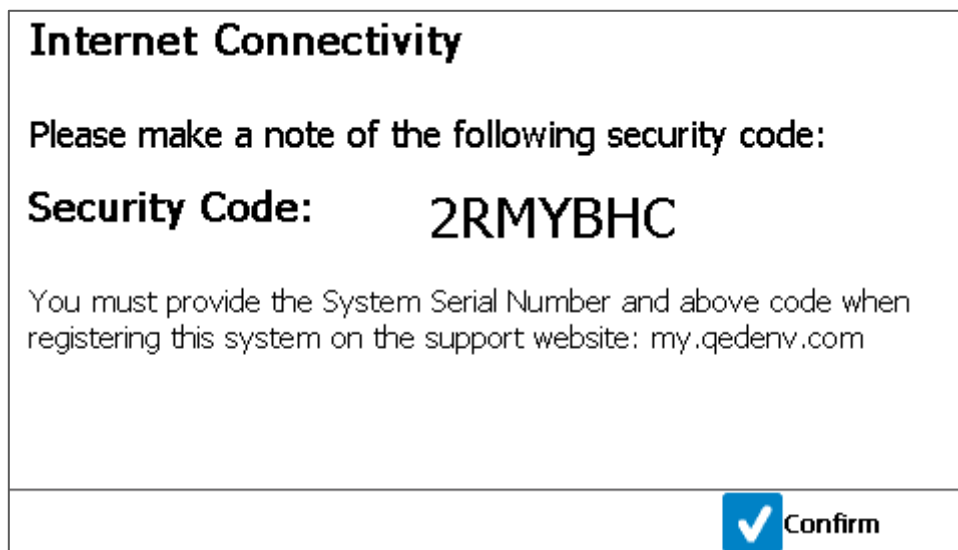 Internet Connectivity
Please make a note of the following security code:
Security Code: 2RMYBHC
You must provide the System Serial Number and above code when
registering this system on the support website: my.qedenv.com
Confirm